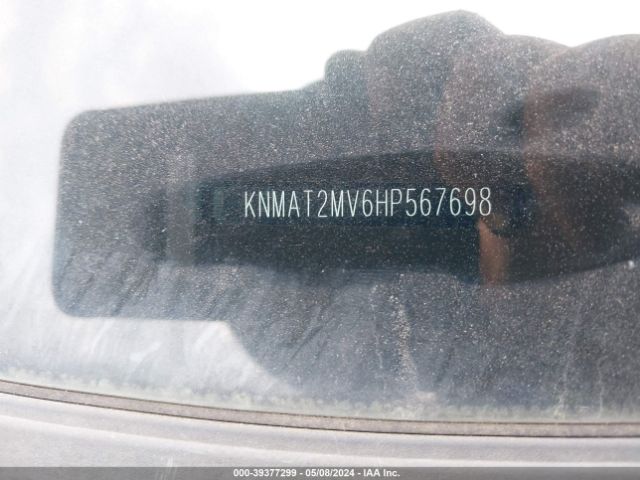 KNMAT2MV6HP567698
000-39377299 - 05/08/2024 - IAA Inc.